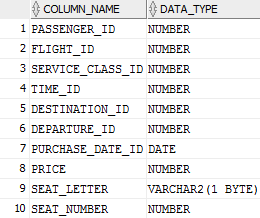 COLUMN_NAME DATA_TYPE
1 PASSENGER_ID NUMBER
2 FLIGHT_ID NUMBER
3 SERVICE_CLASS_ID NUMBER
4 TIME_ID NUMBER
5 DESTINATION_ID NUMBER
6 DEPARTURE_ID NUMBER
7 PURCHASE_DATE_ID DATE
8 PRICE NUMBER
9 SEAT_LETTER VARCHAR2(1 BYTE)
10 SEAT_NUMBER NUMBER